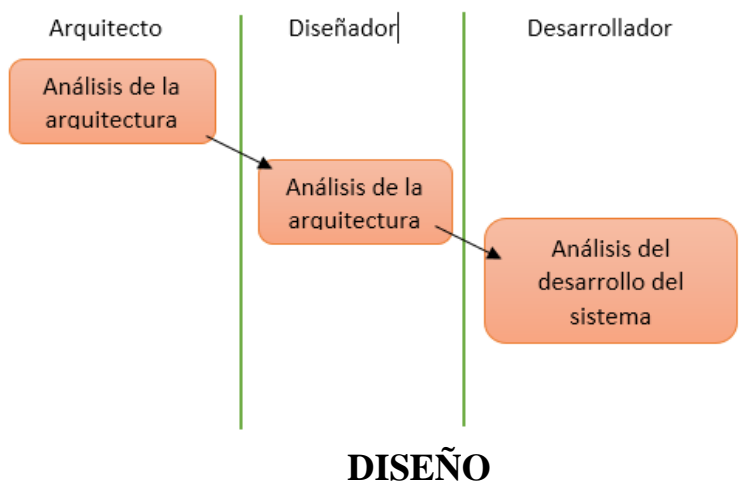 Arquitecto
Diseñador
Desarrollador
Análisis de la
arquitectura
Análisis de la
arquitectura
Análisis del
desarrollo del
sistema
DISEÑO